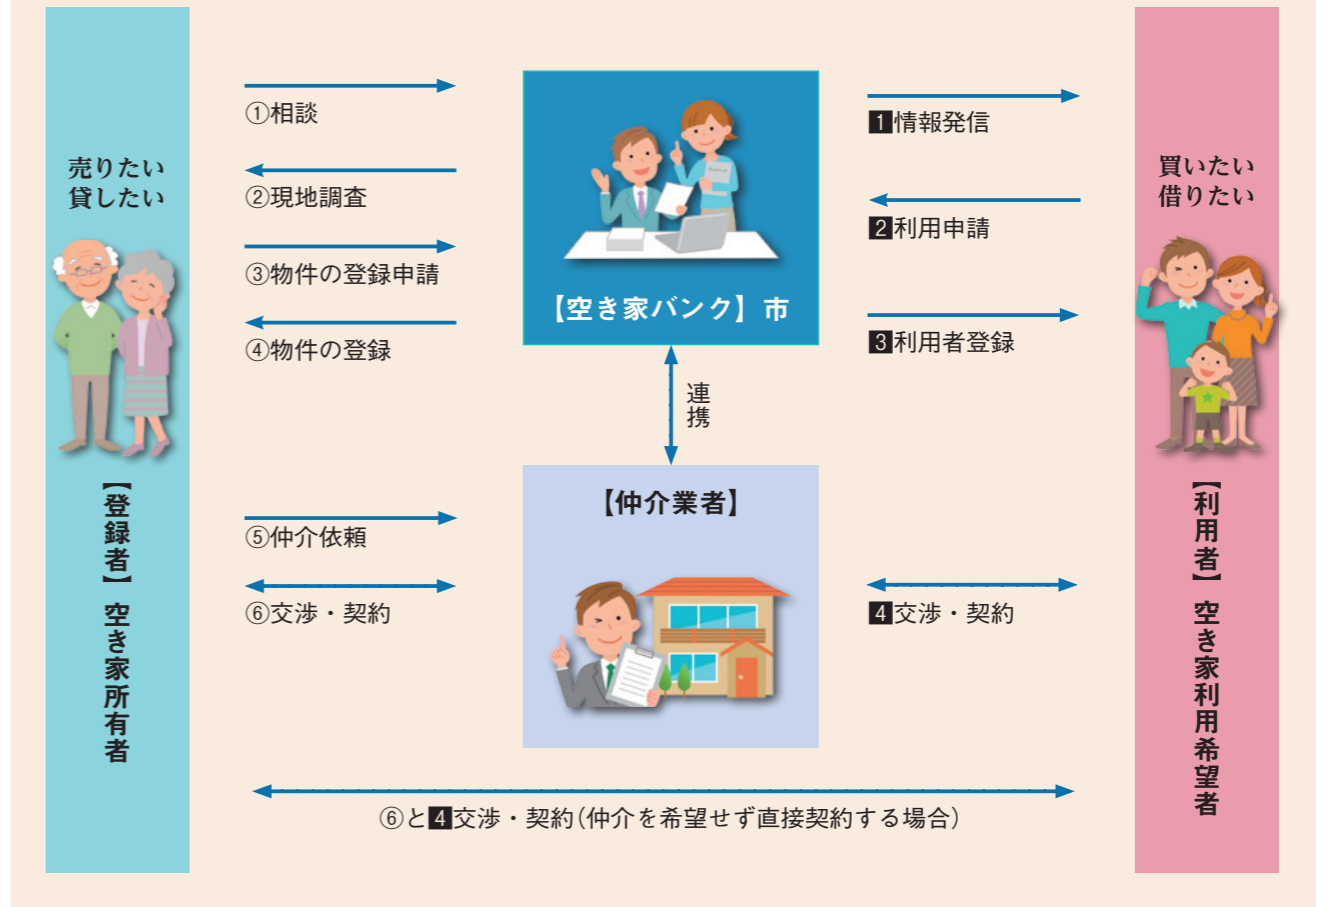 売りたい
貸したい
【登録者】空き家所有者
①相談
②現地調査
③物件の登録申請
④物件の登録
⑤仲介依頼
⑥交渉・契約
【空き家バンク】市
連携
【仲介業者】
1情報発信
2利用申請
3利用者登録
4交渉・契約
買いたい
借りたい
【利用者】空き家利用希望者
⑥と4交渉・契約(仲介を希望せず直接契約する場合)